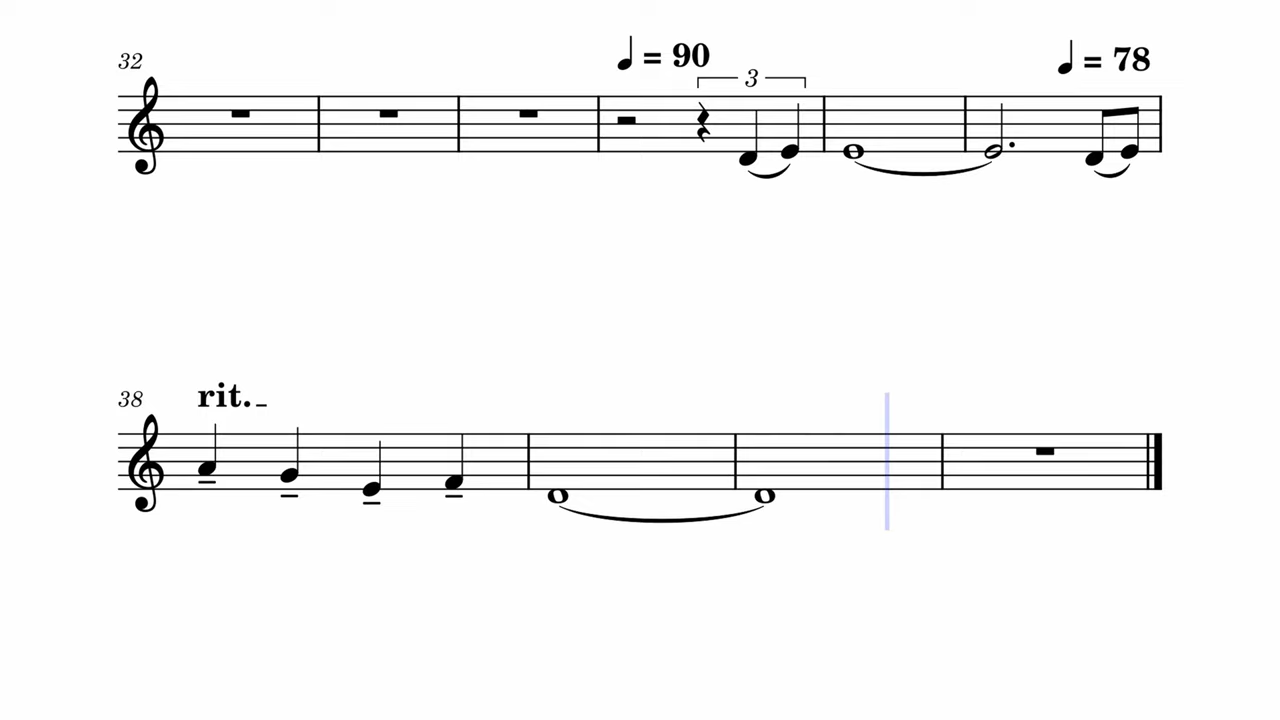 32
♩ = 90
♩ = 78
3
38
rit.